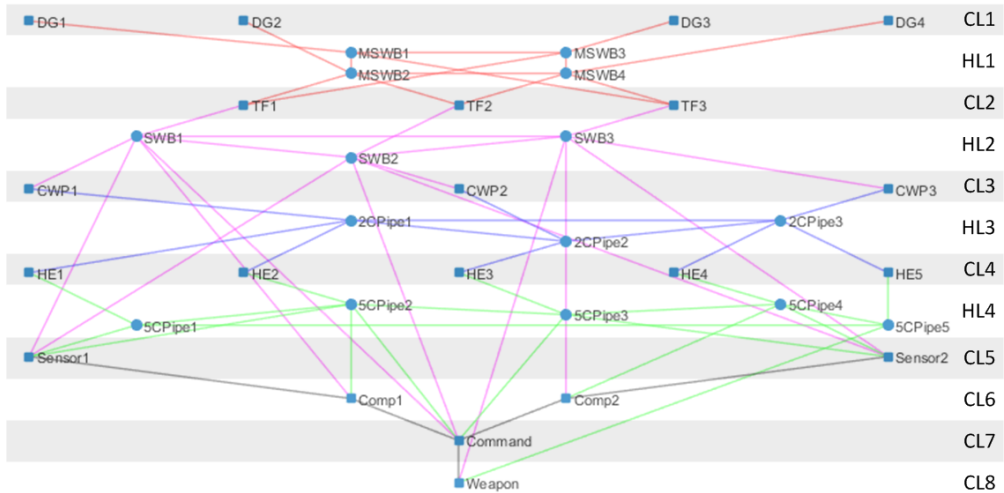 DG1 DG2 DG3 DG4 CL1
MSWB1 MSWB3 HL1
MSWB2 MSWB4
TF1 TF2 TF3 CL2
SWB1 SWB3 HL2
SWB2
CWP1 CWP2 CWP3 CL3
2CPipe1 2CPipe3 HL3
2CPipe2
HE1 HE2 HE3 HE4 HE5 CL4
5CPipe2 5CPipe4 HL4
5CPipe3
5CPipe1 5CPipe5
Sensor1 Sensor2 CL5
Comp1 Comp2 CL6
Command CL7
Weapon CL8